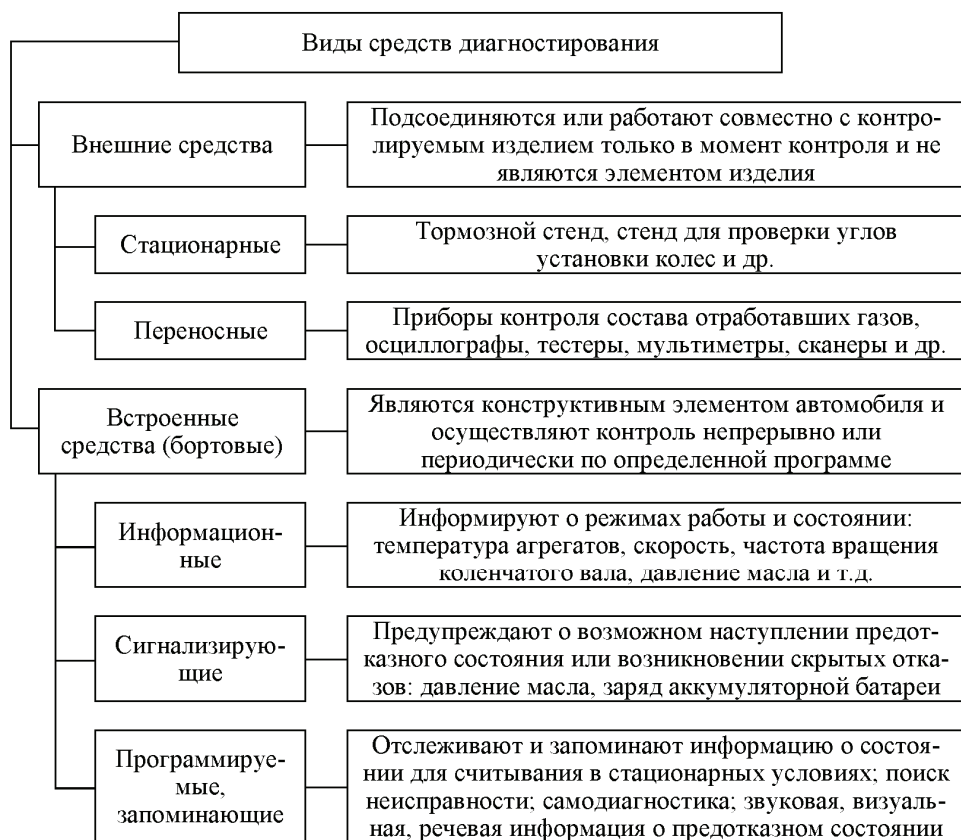 Виды средств диагностирования
Внешние средства
Подсоединяются или работают совместно с контро-
лируемым изделием только в момент контроля и не
являются элементом изделия
Стационарные
Тормозной стенд, стенд для проверки углов
установки колес и др.
Переносные
Приборы контроля состава отработавших газов,
осциллографы, тестеры, мультиметры, сканеры и др.
Встроенные
средства (бортовые)
Являются конструктивным элементом автомобиля и
осуществляют контроль непрерывно или
периодически по определенной программе
Информацион-
ные
Информируют о режимах работы и состоянии:
температура агрегатов, скорость, частота вращения
коленчатого вала, давление масла и т.д.
Сигнализирую-
щие
Предупреждают о возможном наступлении предот-
казного состояния или возникновении скрытых отка-
зов: давление масла, заряд аккумуляторной батареи
Программируе-
мые,
запоминающие
Отслеживают и запоминают информацию о состоя-
нии для считывания в стационарных условиях; поиск
неисправности; самодиагностика; звуковая, визуаль-
ная, речевая информация о предотказном состоянии